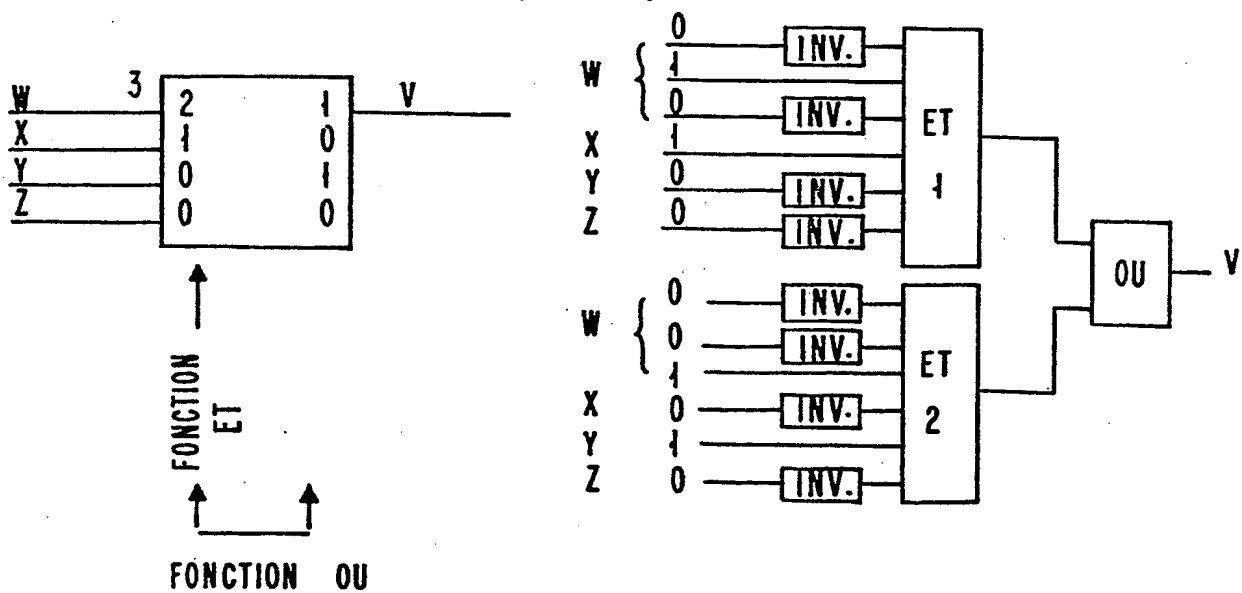 3
W 2 1 V
X 1 0
Y 0 1
Z 0 0
FONCTION
ET
FONCTION OU
W
0 INV.
1
0 INV.
X 1
Y 0 INV.
Z 0 INV.
ET
1
W
0 INV.
0 INV.
1
X 0 INV.
Y 1
Z 0 INV.
ET
2
OU
V